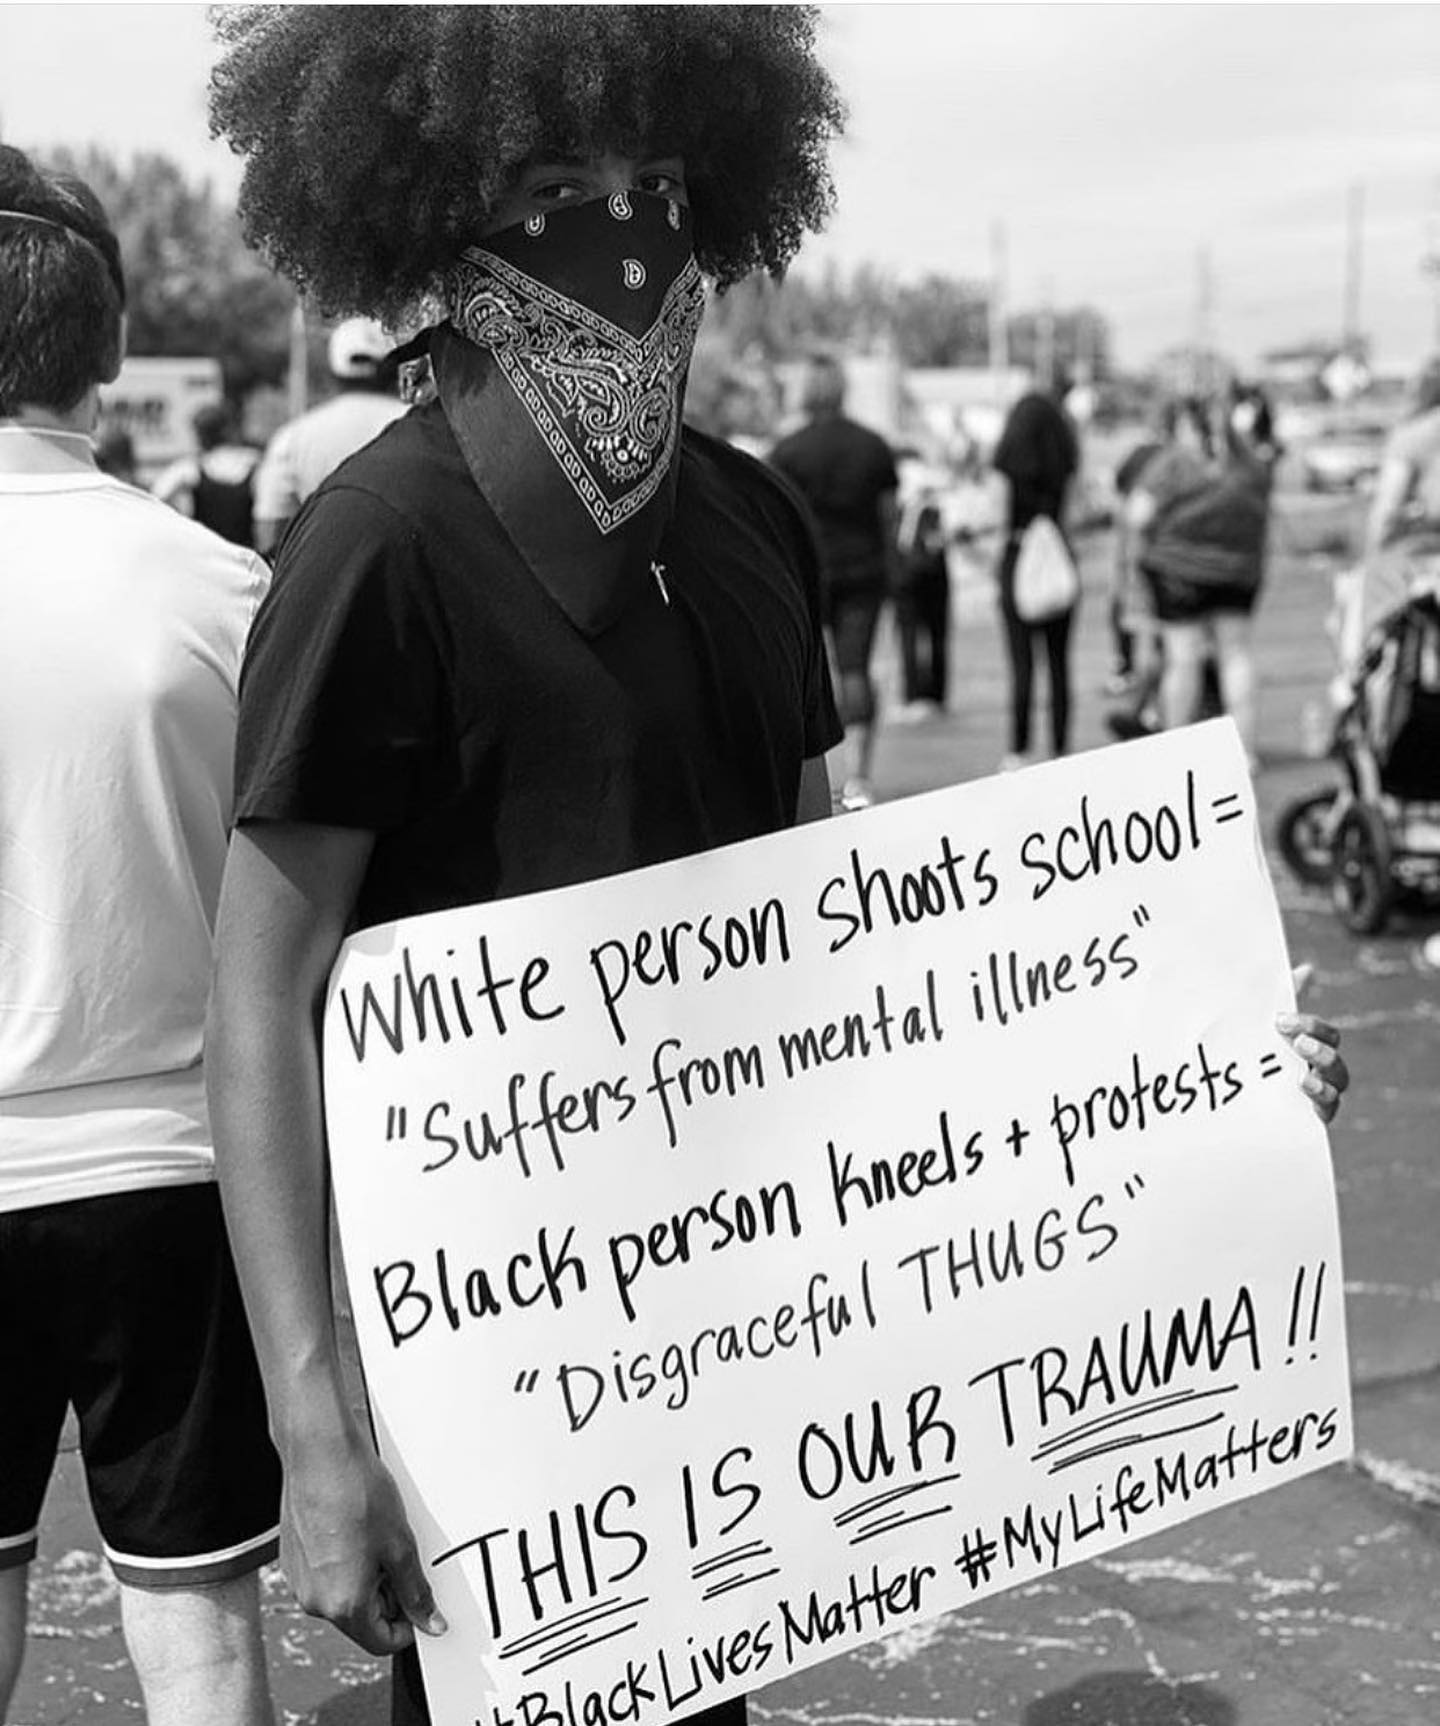 White person shoots school =
"Suffers from mental illness"
Black person kneels + protests =
"Disgraceful THUGS"
THIS IS OUR TRAUMA!!
#BlackLivesMatter #MyLifeMatters